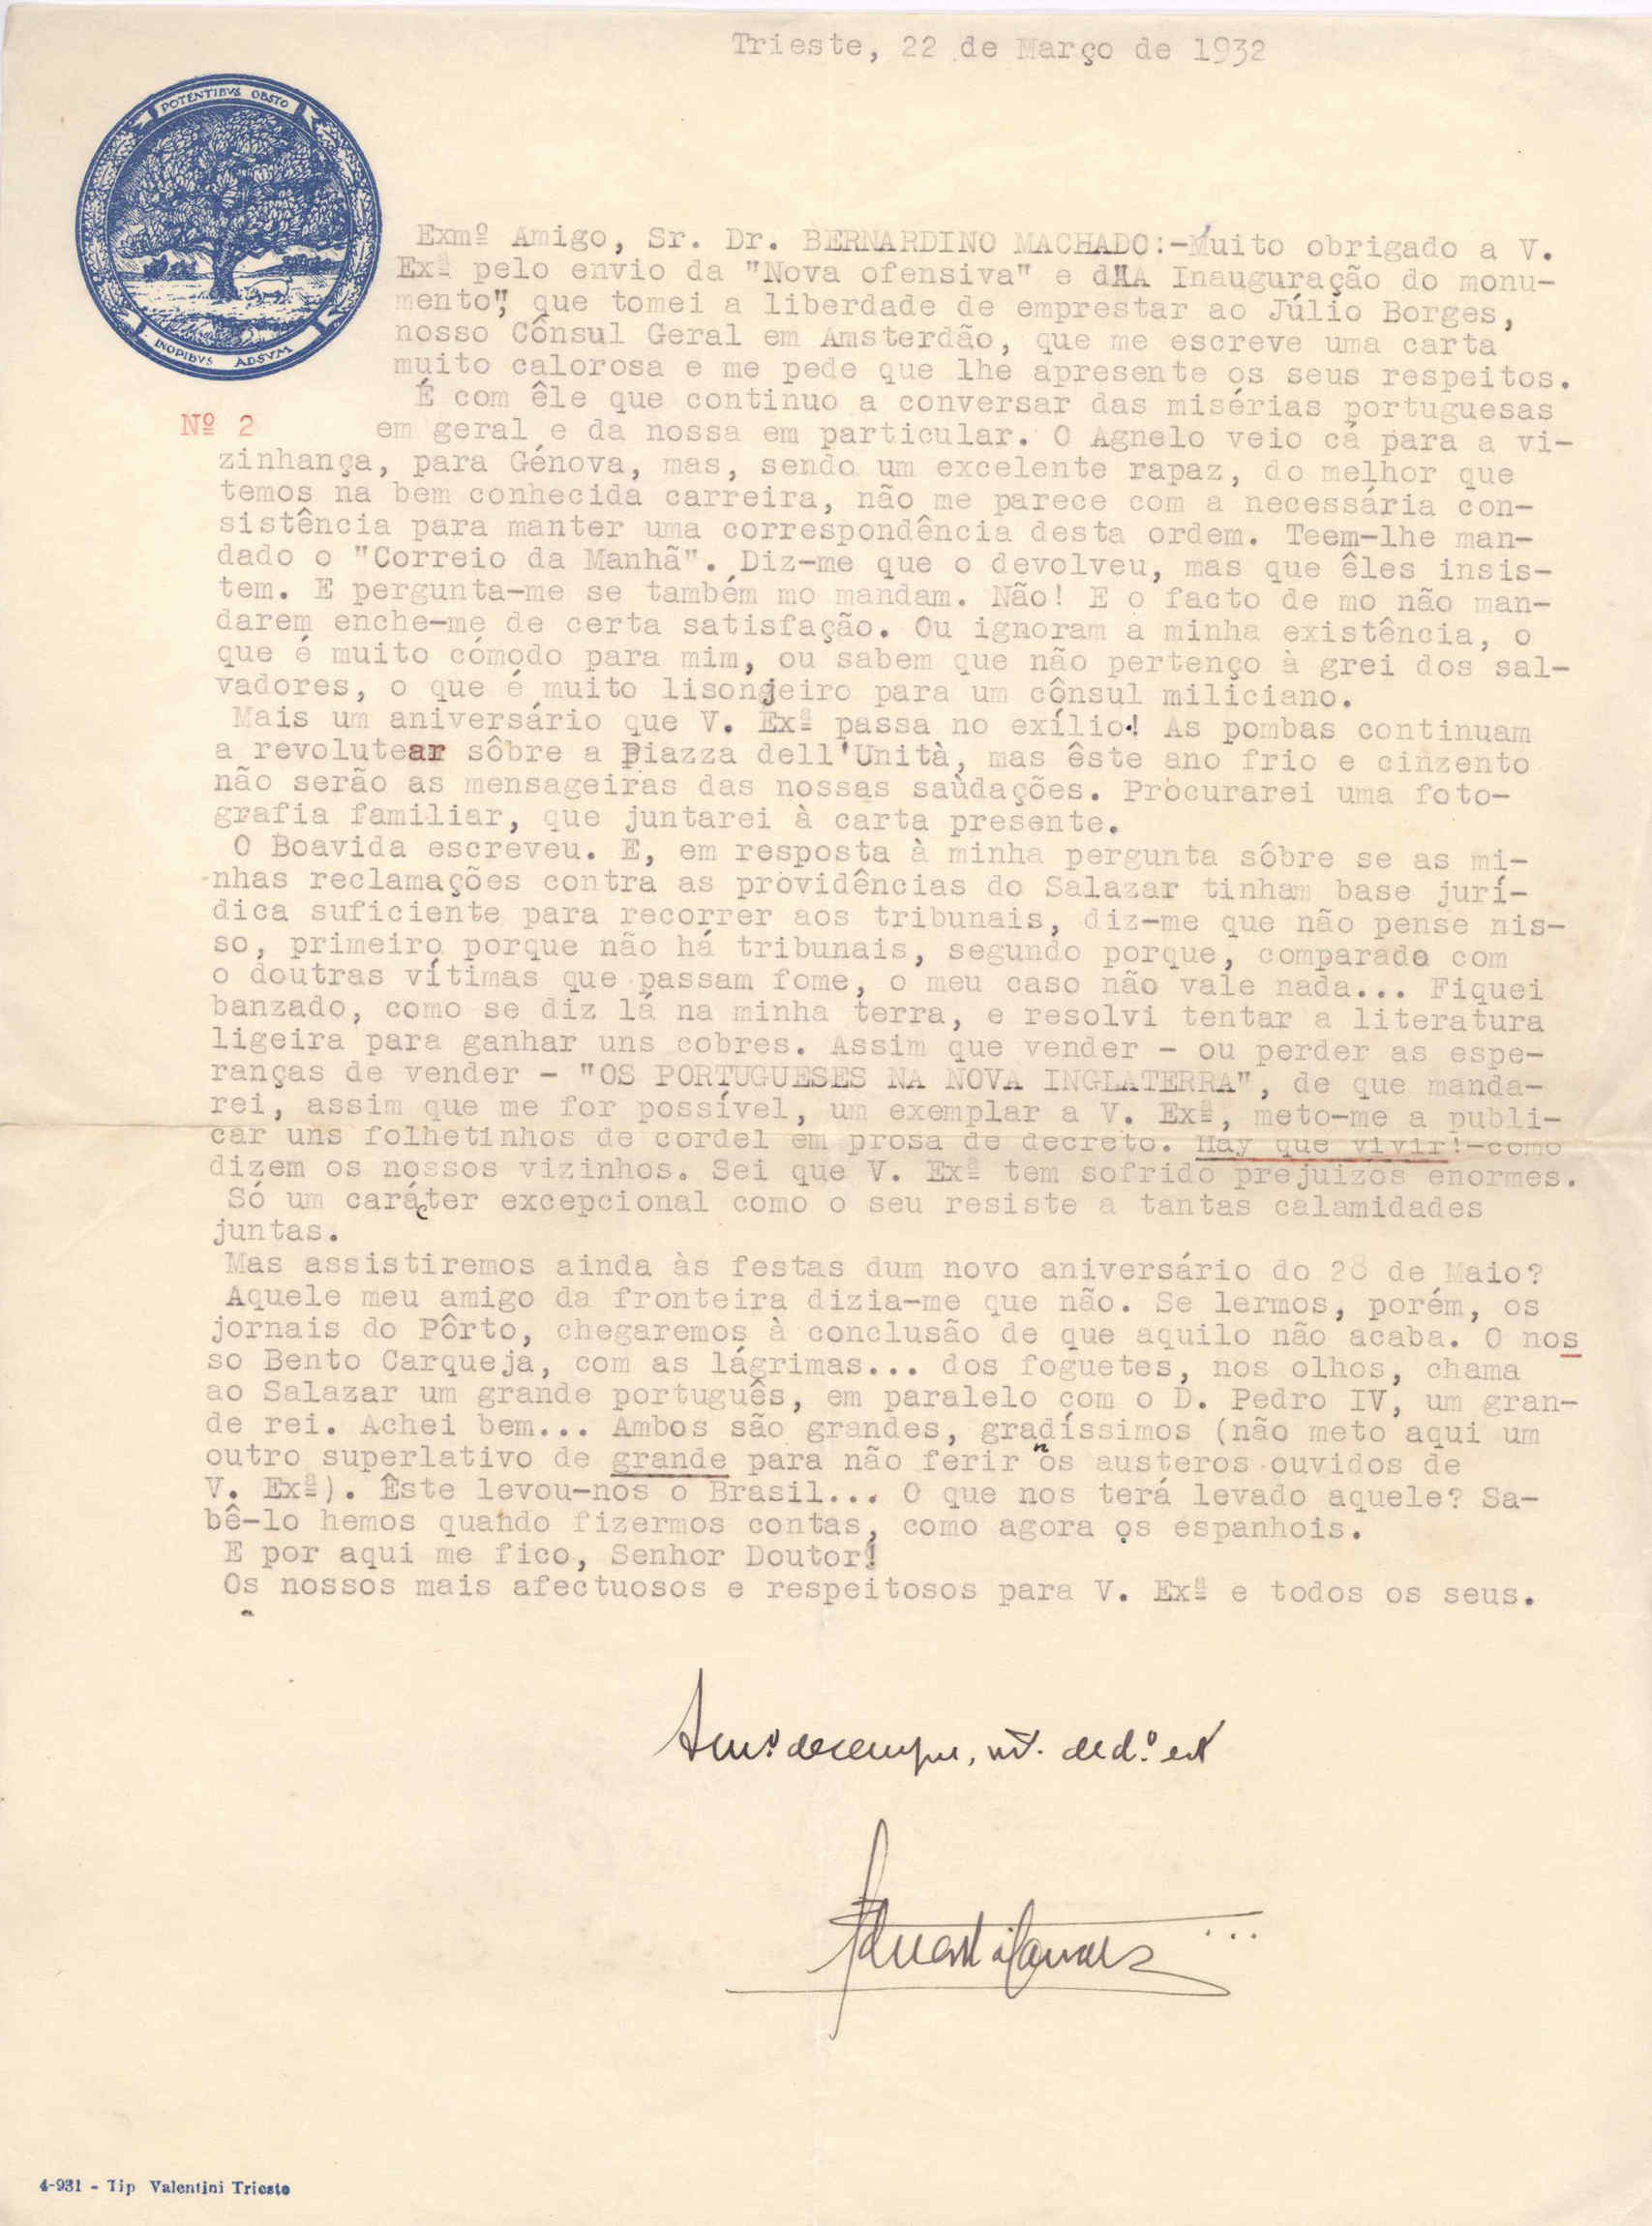 Trieste, 22 de Março de 1932
POTENTIBVS OBSTO
INOPIBVS ADSVM
Exmº Amigo, Sr. Dr. BERNARDINO MACHADO:-Muito obrigado a V.
Exª pelo envio da "Nova ofensiva" e d"A Inauguração do monu-
mento", que tomei a liberdade de emprestar ao Júlio Borges,
nosso Cônsul Geral em Amsterdão, que me escreve uma carta
muito calorosa e me pede que lhe apresente os seus respeitos.
É com êle que continuo a conversar das misérias portuguesas
Nº 2
em geral e da nossa em particular. O Agnelo veio cá para a vi-
zinhança, para Génova, mas, sendo um excelente rapaz, do melhor que
temos na bem conhecida carreira, não me parece com a necessária con-
sistência para manter uma correspondência desta ordem. Teem-lhe man-
dado o "Correio da Manhã". Diz-me que o devolveu, mas que êles insis-
tem. E pergunta-me se também mo mandam. Não! E o facto de mo não man-
darem enche-me de certa satisfação. Ou ignoram a minha existência, o
que é muito cómodo para mim, ou sabem que não pertenço à grei dos sal-
vadores, o que é muito lisonjeiro para um cônsul miliciano.
Mais um aniversário que V. Exª passa no exílio! As pombas continuam
a revolutear sôbre a Piazza dell'Unità, mas êste ano frio e cinzento
não serão as mensageiras das nossas saùdações. Procurarei uma foto-
grafia familiar, que juntarei à carta presente.
O Boavida escreveu. E, em resposta à minha pergunta sôbre se as mi-
nhas reclamações contra as providências do Salazar tinham base jurí-
dica suficiente para recorrer aos tribunais, diz-me que não pense nis-
so, primeiro porque não há tribunais, segundo porque, comparado com
o doutras vítimas que passam fome, o meu caso não vale nada... Fiquei
banzado, como se diz lá na minha terra, e resolvi tentar a literatura
ligeira para ganhar uns cobres. Assim que vender - ou perder as espe-
ranças de vender - "OS PORTUGUESES NA NOVA INGLATERRA", de que manda-
rei, assim que me for possível, um exemplar a V. Exª, meto-me a publi-
car uns folhetinhos de cordel em prosa de decreto. Hay que vivir!-como
dizem os nossos vizinhos. Sei que V. Exª tem sofrido prejuizos enormes.
Só um carácter excepcional como o seu resiste a tantas calamidades
juntas.
Mas assistiremos ainda às festas dum novo aniversário do 28 de Maio?
Aquele meu amigo da fronteira dizia-me que não. Se lermos, porém, os
jornais do Pôrto, chegaremos à conclusão de que aquilo não acaba. O nos
so Bento Carqueja, com as lágrimas... dos foguetes, nos olhos, chama
ao Salazar um grande português, em paralelo com o D. Pedro IV, um gran-
de rei. Achei bem... Ambos são grandes, gradíssimos (não meto aqui um
outro superlativo de grande para não ferir os austeros ouvidos de
V. Exª). Êste levou-nos o Brasil... O que nos terá levado aquele? Sa-
bê-lo hemos quando fizermos contas, como agora os espanhois.
E por aqui me fico, Senhor Doutor!
Os nossos mais afectuosos e respeitosos para V. Exª e todos os seus.
4-931 - Tip Valentini Trieste